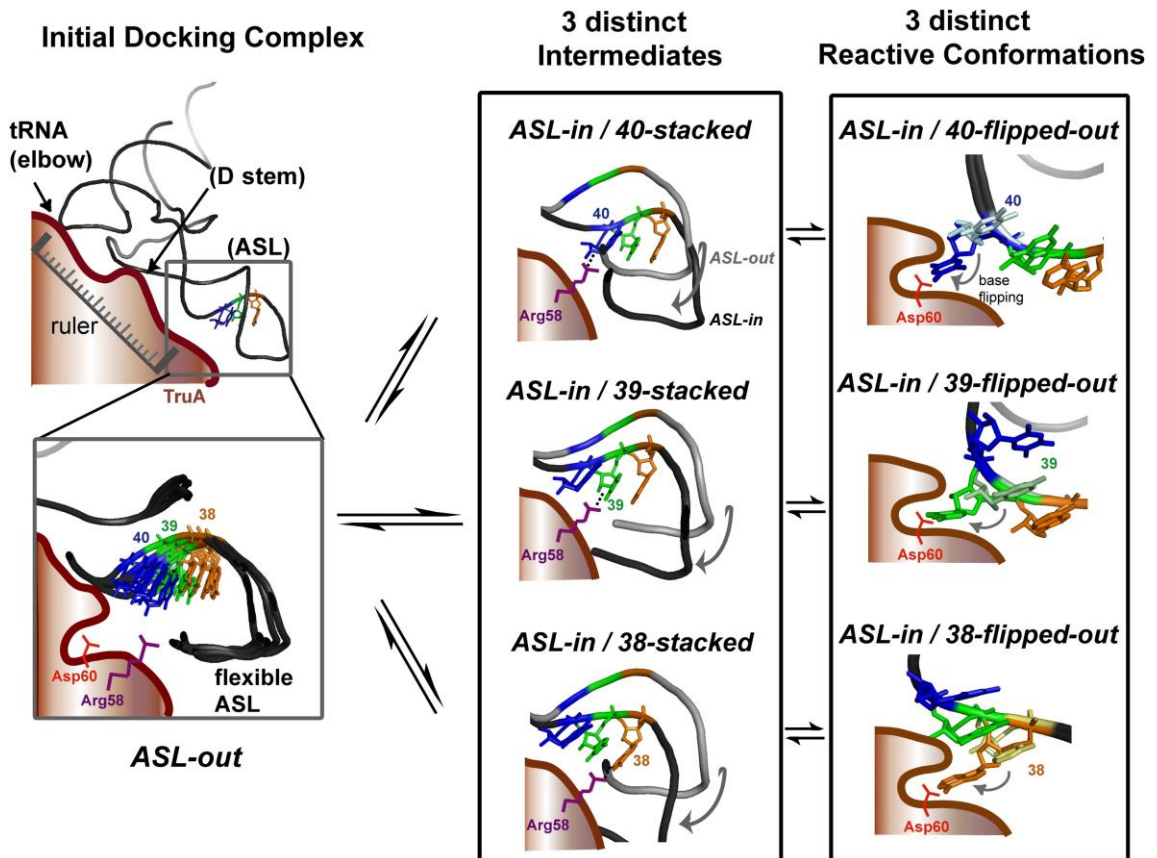 Initial Docking Complex
tRNA
(elbow)
(D stem)
(ASL)
ruler
TruA
40
39
38
Asp60
Arg58
flexible
ASL
ASL-out
3 distinct
Intermediates
ASL-in / 40-stacked
40
ASL-out
Arg58
ASL-in
ASL-in / 39-stacked
39
Arg58
ASL-in / 38-stacked
38
Arg58
3 distinct
Reactive Conformations
ASL-in / 40-flipped-out
40
base
flipping
Asp60
ASL-in / 39-flipped-out
39
Asp60
ASL-in / 38-flipped-out
38
Asp60